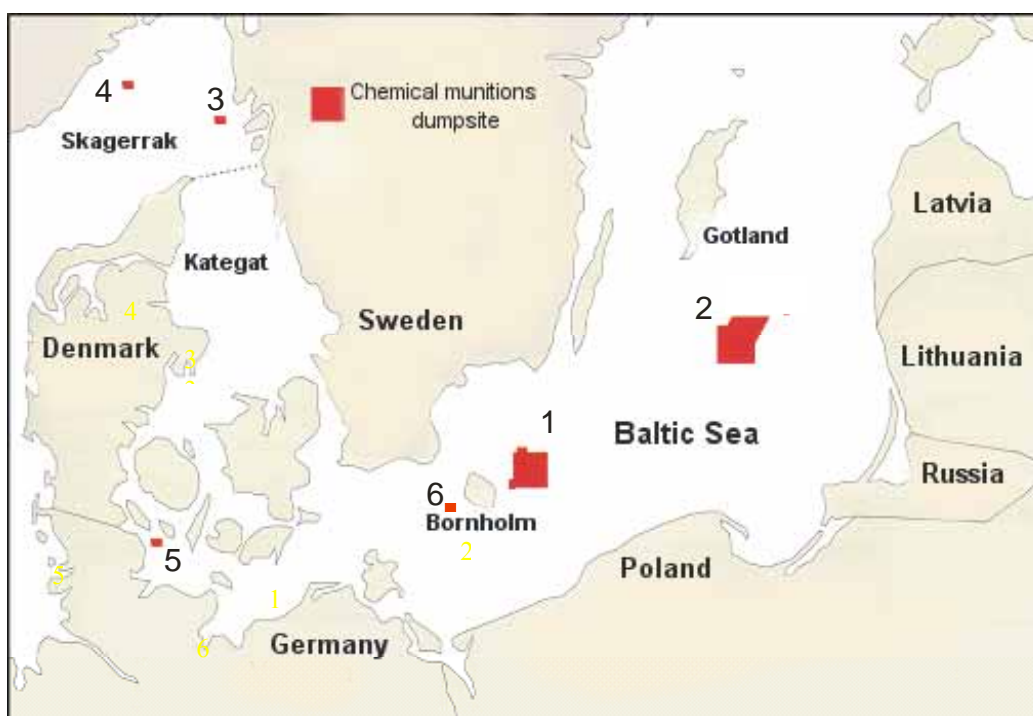 4
3
Chemical munitions
dumpsite
Skagerrak
Latvia
Gotland
Kategat
2
4
Sweden
Denmark
3
Lithuania
1
Baltic Sea
Russia
6
Bornholm
2
5
Poland
5
1
Germany
6